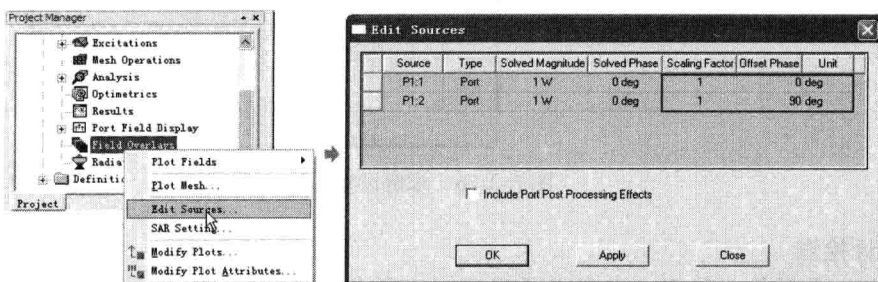 Project Manager
Excitations
Mesh Operations
Analysis
Optimetrics
Results
Port Field Display
Field Overlays
Radia
Definitio
Project
Plot Fields
Plot Mesh...
Edit Sources...
SAR Setting...
Modify Plots...
Modify Plot Attributes...
Edit Sources
Source Type Solved Magnitude Solved Phase Scaling Factor Offset Phase Unit
P1:1 Port 1 W 0 deg 1 0 deg
P1:2 Port 1 W 0 deg 1 90 deg
Include Port Post Processing Effects
OK Apply Close